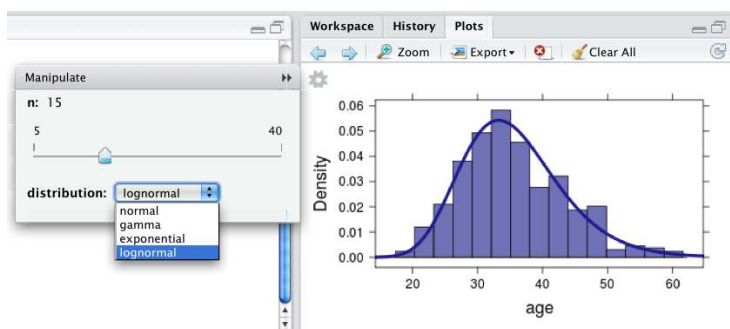 Workspace History Plots
Zoom Export Clear All
Manipulate
n: 15
5 40
distribution: lognormal
normal
gamma
exponential
lognormal
0.06
0.05
0.04
0.03
0.02
0.01
0.00
Density
20 30 40 50 60
age